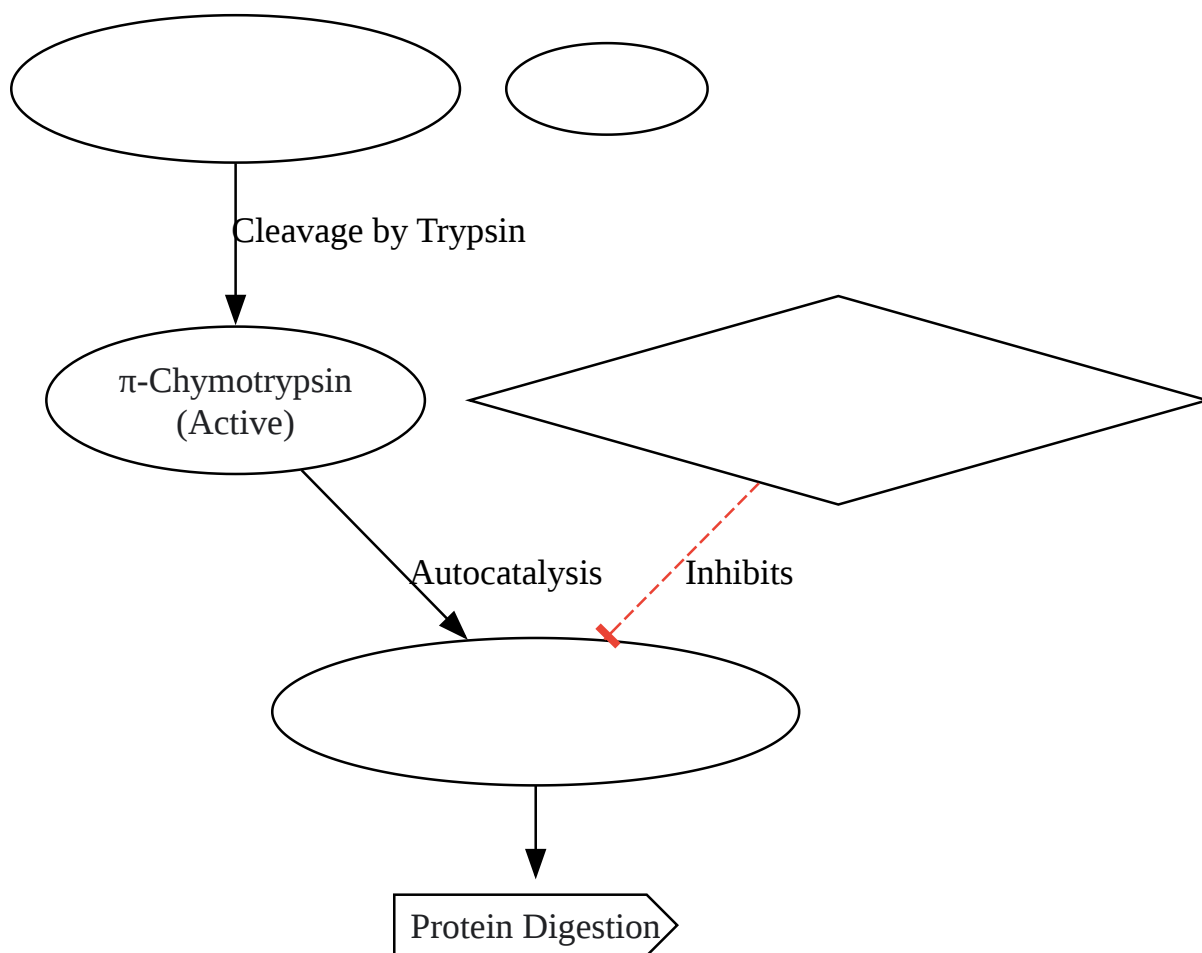 Cleavage by Trypsin
π-Chymotrypsin
(Active)
Autocatalysis
Inhibits
Protein Digestion